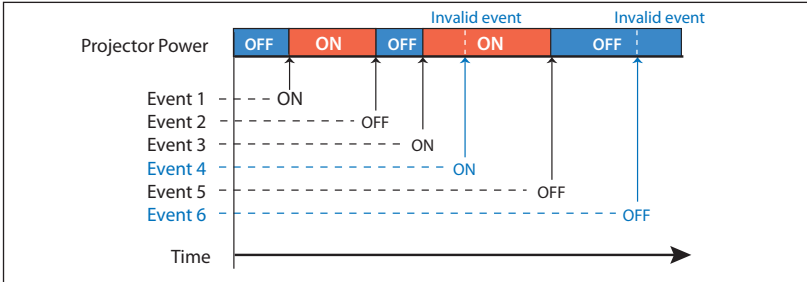 Invalid event Invalid event
Projector Power OFF ON OFF ON OFF
Event 1 ON
Event 2 OFF
Event 3 ON
Event 4 ON
Event 5 OFF
Event 6 OFF
Time